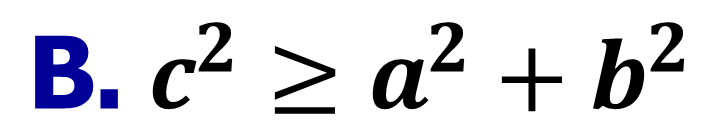 B. c² ≥ a² + b²